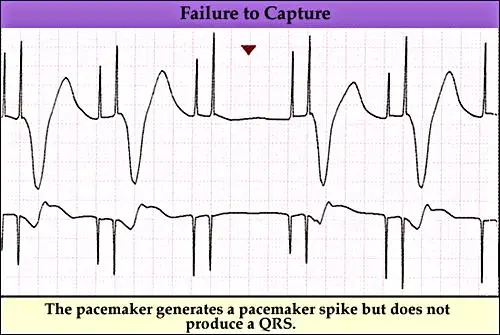 Failure to Capture
The pacemaker generates a pacemaker spike but does not
produce a QRS.